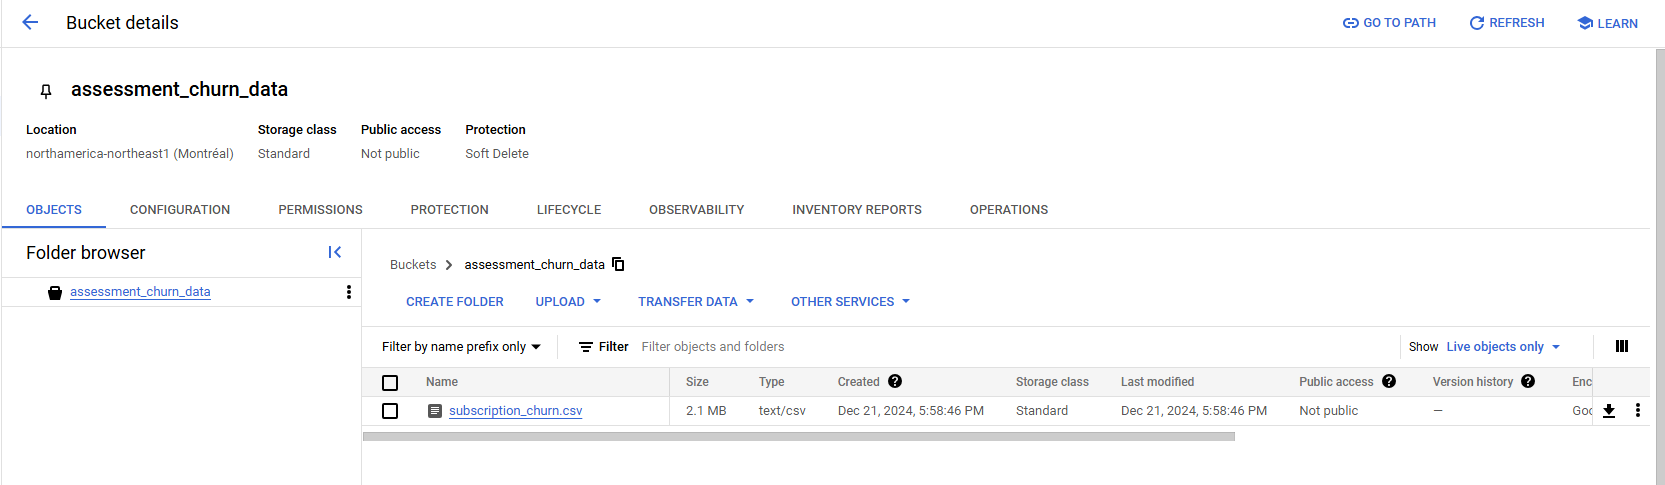 Bucket details
GO TO PATH
REFRESH
LEARN
assessment_churn_data
Location Storage class Public access Protection
northamerica-northeast1 (Montréal) Standard Not public Soft Delete
OBJECTS CONFIGURATION PERMISSIONS PROTECTION LIFECYCLE OBSERVABILITY INVENTORY REPORTS OPERATIONS
Folder browser
assessment_churn_data
Buckets assessment_churn_data
CREATE FOLDER UPLOAD TRANSFER DATA OTHER SERVICES
Filter by name prefix only Filter Filter objects and folders Show Live objects only
Name Size Type Created Storage class Last modified Public access Version history Enc
subscription_churn.csv 2.1 MB text/csv Dec 21, 2024, 5:58:46 PM Standard Dec 21, 2024, 5:58:46 PM Not public — Goo